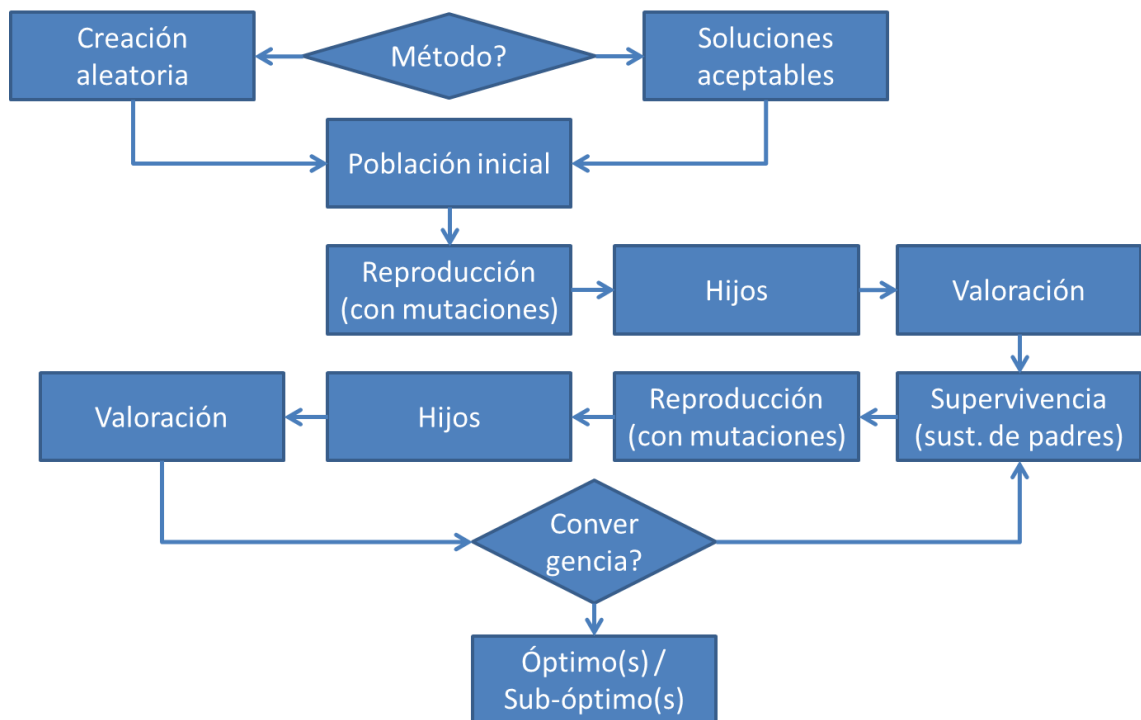 Creación
aleatoria
Método?
Soluciones
aceptables
Población inicial
Reproducción
(con mutaciones)
Hijos
Valoración
Valoración
Hijos
Reproducción
(con mutaciones)
Supervivencia
(sust. de padres)
Conver
gencia?
Óptimo(s) /
Sub-óptimo(s)